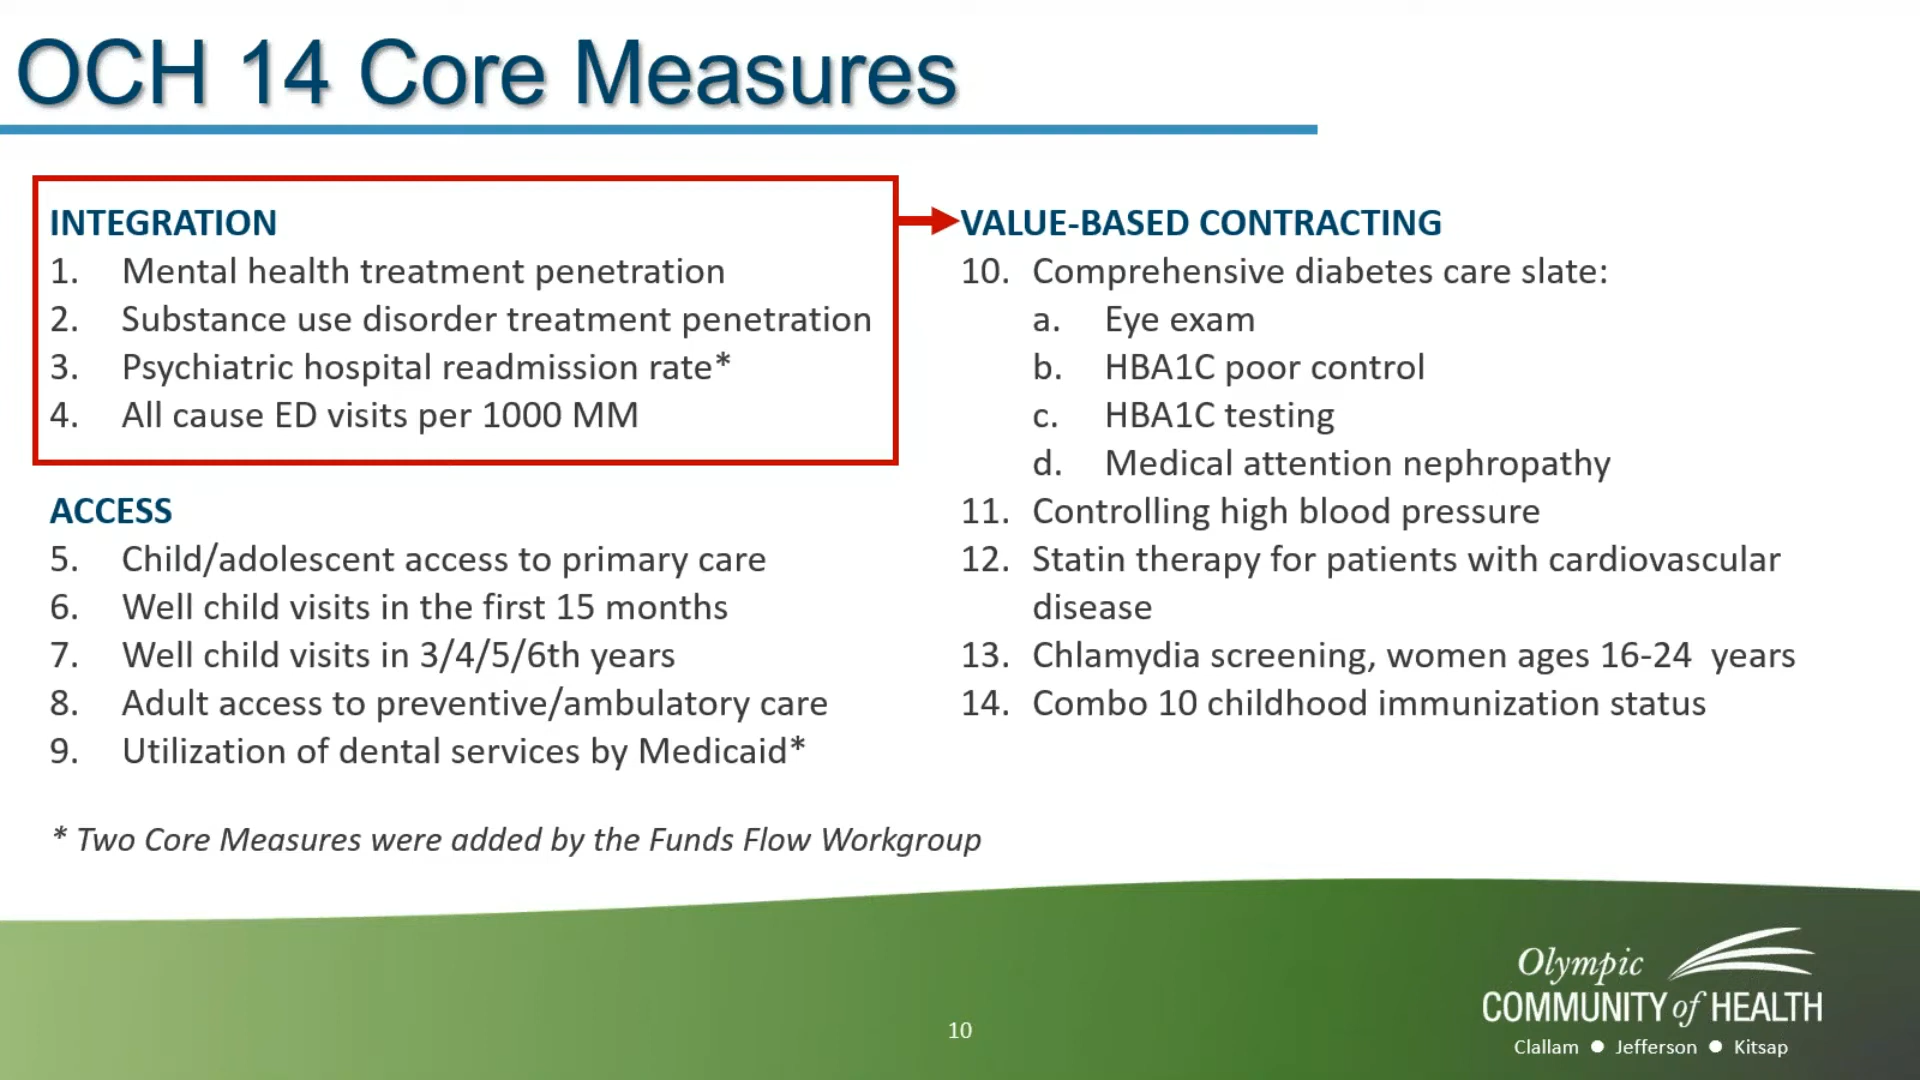 OCH 14 Core Measures
INTEGRATION
1. Mental health treatment penetration
2. Substance use disorder treatment penetration
3. Psychiatric hospital readmission rate*
4. All cause ED visits per 1000 MM
ACCESS
5. Child/adolescent access to primary care
6. Well child visits in the first 15 months
7. Well child visits in 3/4/5/6th years
8. Adult access to preventive/ambulatory care
9. Utilization of dental services by Medicaid*
VALUE-BASED CONTRACTING
10. Comprehensive diabetes care slate:
a. Eye exam
b. HBA1C poor control
c. HBA1C testing
d. Medical attention nephropathy
11. Controlling high blood pressure
12. Statin therapy for patients with cardiovascular
disease
13. Chlamydia screening, women ages 16-24 years
14. Combo 10 childhood immunization status
* Two Core Measures were added by the Funds Flow Workgroup
10
Olympic
COMMUNITY of HEALTH
Clallam ● Jefferson ● Kitsap